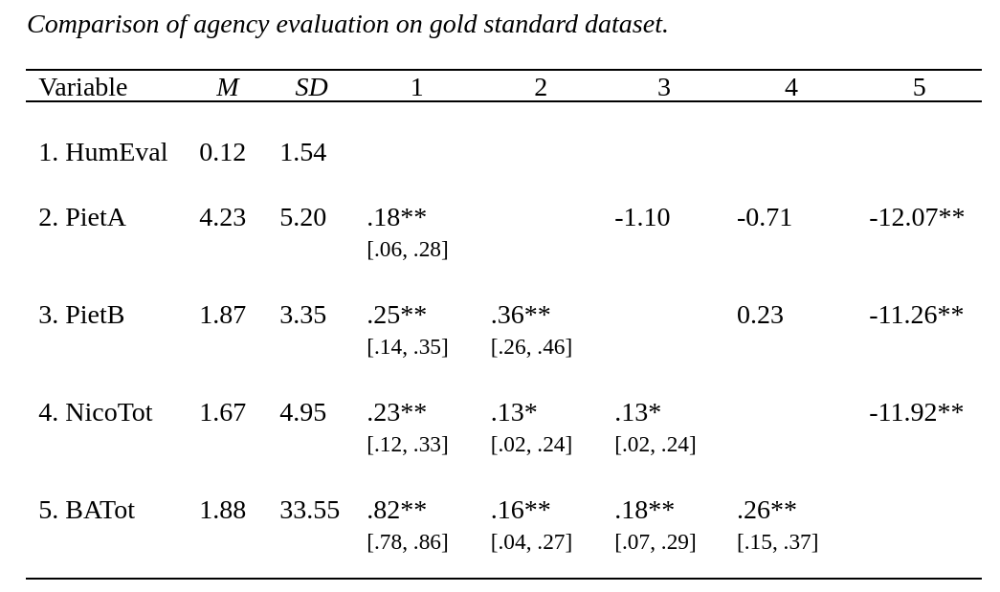 Comparison of agency evaluation on gold standard dataset.
Variable M SD 1 2 3 4 5
1. HumEval 0.12 1.54
2. PietA 4.23 5.20 .18** -1.10 -0.71 -12.07**
[.06, .28]
3. PietB 1.87 3.35 .25** .36** 0.23 -11.26**
[.14, .35] [.26, .46]
4. NicoTot 1.67 4.95 .23** .13* .13* -11.92**
[.12, .33] [.02, .24] [.02, .24]
5. BATot 1.88 33.55 .82** .16** .18** .26**
[.78, .86] [.04, .27] [.07, .29] [.15, .37]